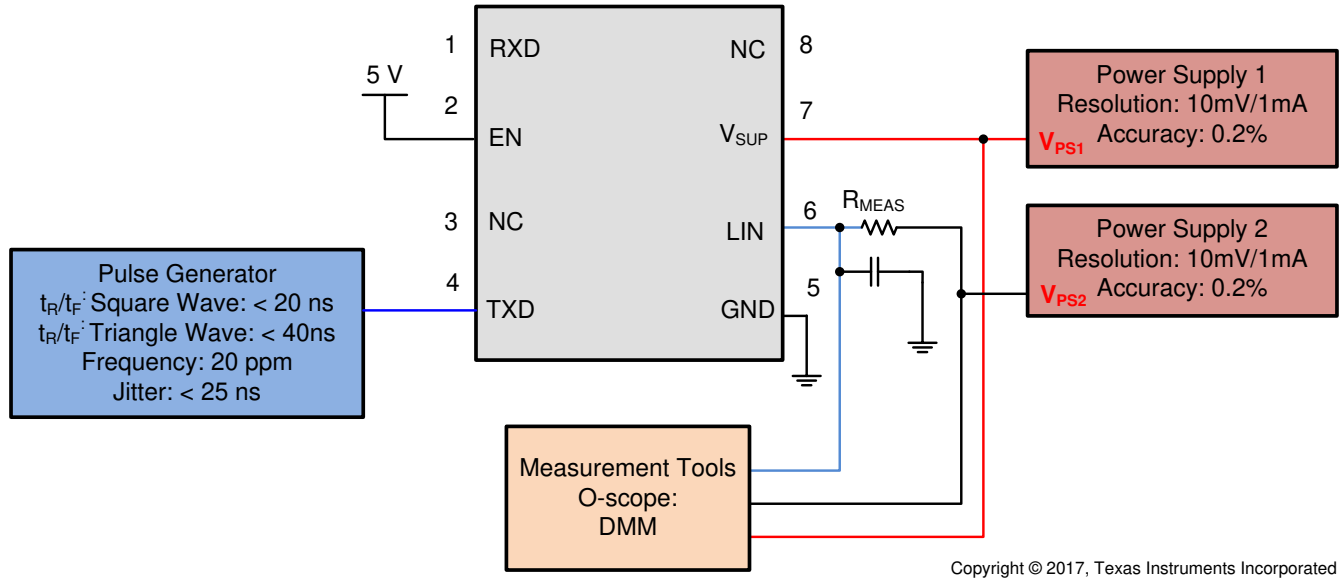 1
RXD
NC
8
5 V
2
EN
7
VSUP
3
NC
6
LIN
RMEAS
4
TXD
5
GND
Power Supply 1
Resolution: 10mV/1mA
Accuracy: 0.2%
VPS1
Power Supply 2
Resolution: 10mV/1mA
VPS2 Accuracy: 0.2%
Pulse Generator
tR/tF: Square Wave: < 20 ns
tR/tF: Triangle Wave: < 40ns
Frequency: 20 ppm
Jitter: < 25 ns
Measurement Tools
O-scope:
DMM
Copyright © 2017, Texas Instruments Incorporated